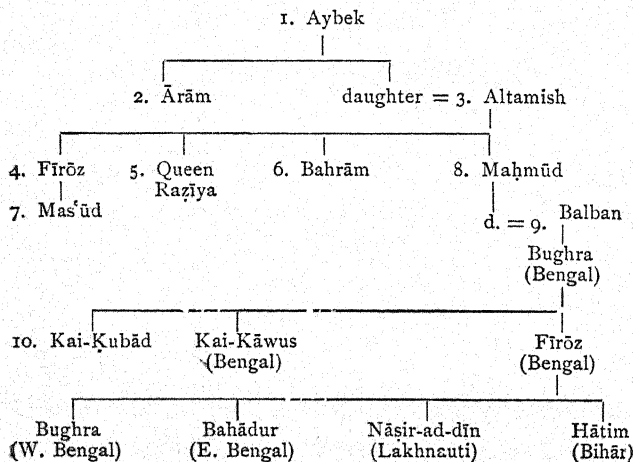 1. Aybek
2. Ārām daughter = 3. Altamish
4. Fīrōz 5. Queen Raẓīya 6. Bahrām 8. Maḥmūd
7. Masʿūd d. = 9. Balban
Bughra
(Bengal)
10. Kai-Ḳubād Kai-Kāwus (Bengal) Fīrōz (Bengal)
Bughra Bahādur Nāṣir-ad-dīn Hātim
(W. Bengal) (E. Bengal) (Lakhnauti) (Bihār)